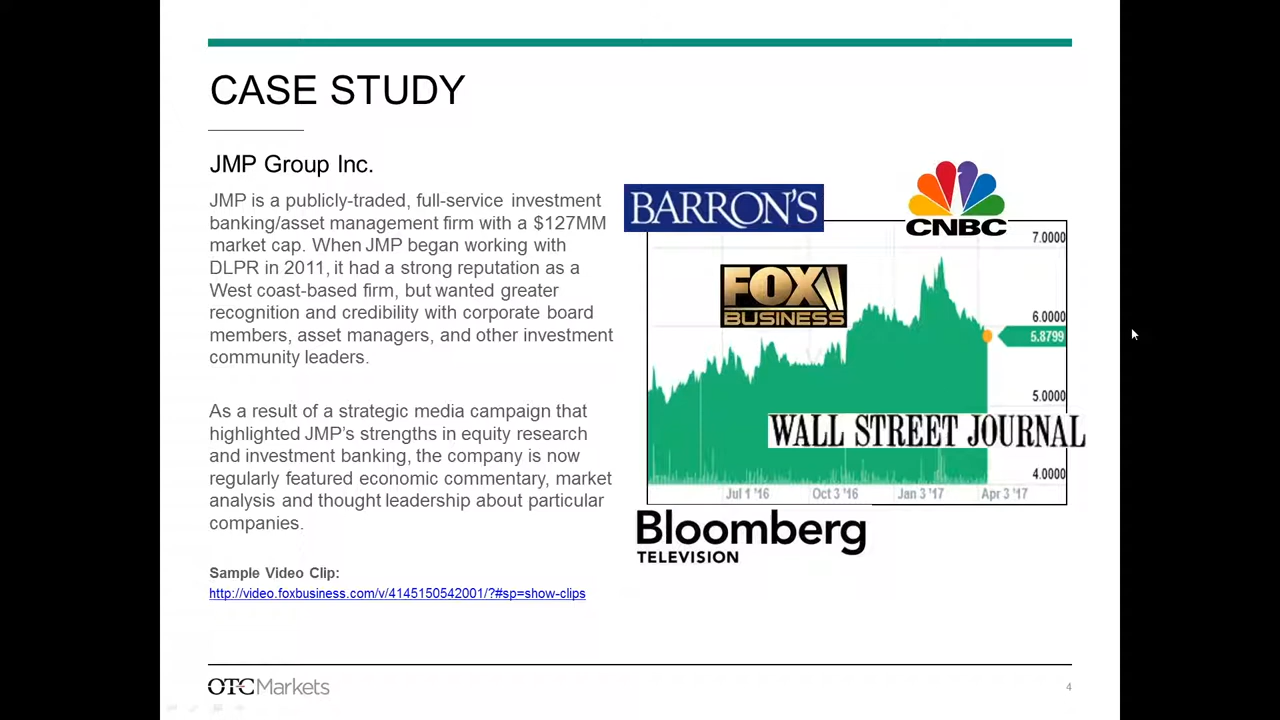 CASE STUDY
JMP Group Inc.
JMP is a publicly-traded, full-service investment
banking/asset management firm with a $127MM
market cap. When JMP began working with
DLPR in 2011, it had a strong reputation as a
West coast-based firm, but wanted greater
recognition and credibility with corporate board
members, asset managers, and other investment
community leaders.
As a result of a strategic media campaign that
highlighted JMP's strengths in equity research
and investment banking, the company is now
regularly featured economic commentary, market
analysis and thought leadership about particular
companies.
Sample Video Clip:
http://video.foxbusiness.com/v/4145150542001/?#sp=show-clips
BARRON'S
CNBC
7.0000
FOX
BUSINESS
6.0000
5.8799
5.0000
WALL STREET JOURNAL
4.0000
Jul 1 '16 Oct 3 '16 Jan 3 '17 Apr 3 '17
Bloomberg
TELEVISION
OTC Markets
4